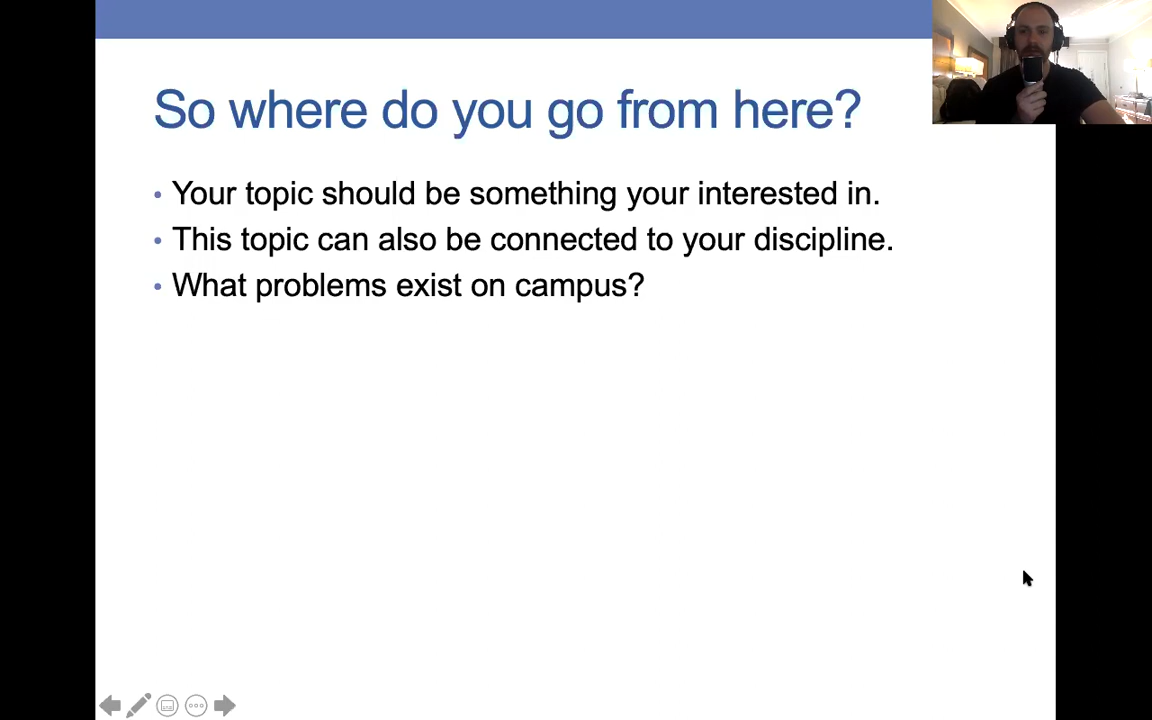 So where do you go from here?
• Your topic should be something your interested in.
• This topic can also be connected to your discipline.
• What problems exist on campus?